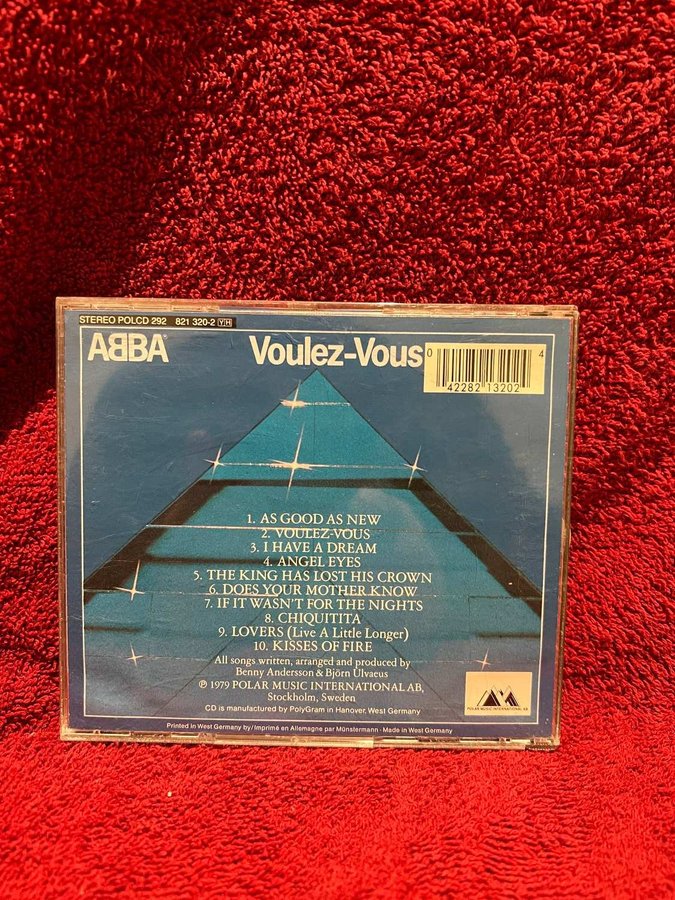 STEREO POLCD 292 821 320-2 Y|H
ABBA
Voulez-Vous
0 42282 13202 4
1. AS GOOD AS NEW
2. VOULEZ-VOUS
3. I HAVE A DREAM
4. ANGEL EYES
5. THE KING HAS LOST HIS CROWN
6. DOES YOUR MOTHER KNOW
7. IF IT WASN'T FOR THE NIGHTS
8. CHIQUITITA
9. LOVERS (Live A Little Longer)
10. KISSES OF FIRE
All songs written, arranged and produced by
Benny Andersson & Björn Ulvaeus
℗ 1979 POLAR MUSIC INTERNATIONAL AB,
Stockholm, Sweden
CD is manufactured by PolyGram in Hanover, West Germany
POLAR MUSIC INTERNATIONAL AB
Printed in West Germany by/Imprimé en Allemagne par Münstermann · Made in West Germany